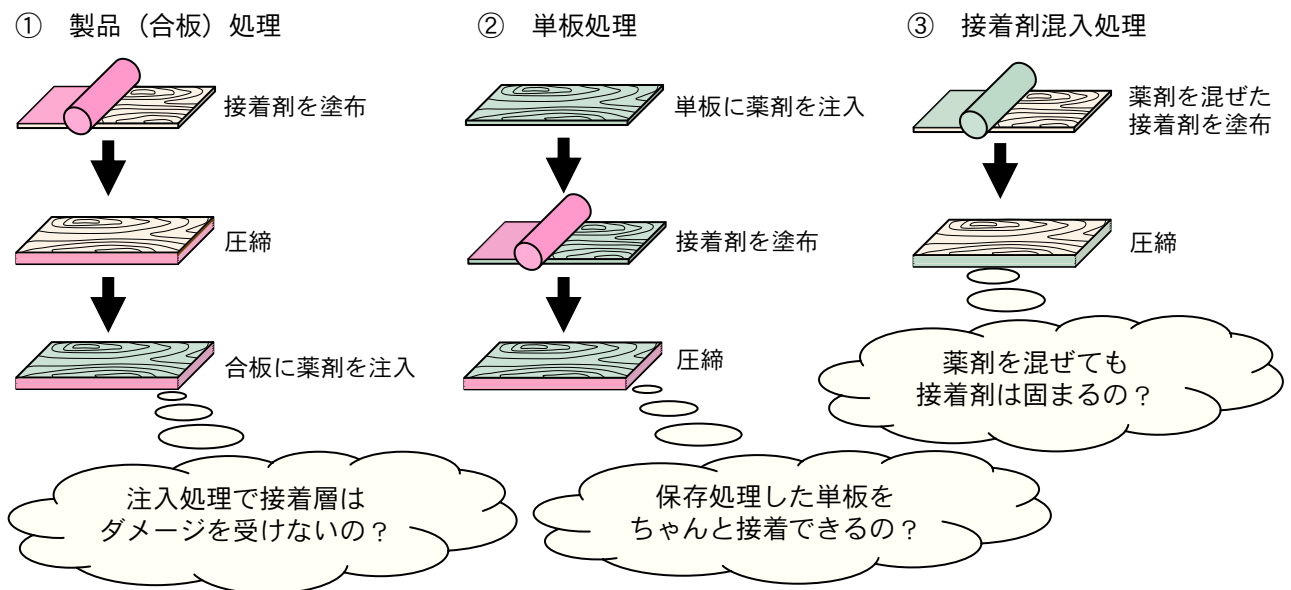 ① 製品（合板）処理
接着剤を塗布
圧締
合板に薬剤を注入
注入処理で接着層は
ダメージを受けないの？
② 単板処理
単板に薬剤を注入
接着剤を塗布
圧締
保存処理した単板を
ちゃんと接着できるの？
③ 接着剤混入処理
薬剤を混ぜた
接着剤を塗布
圧締
薬剤を混ぜても
接着剤は固まるの？